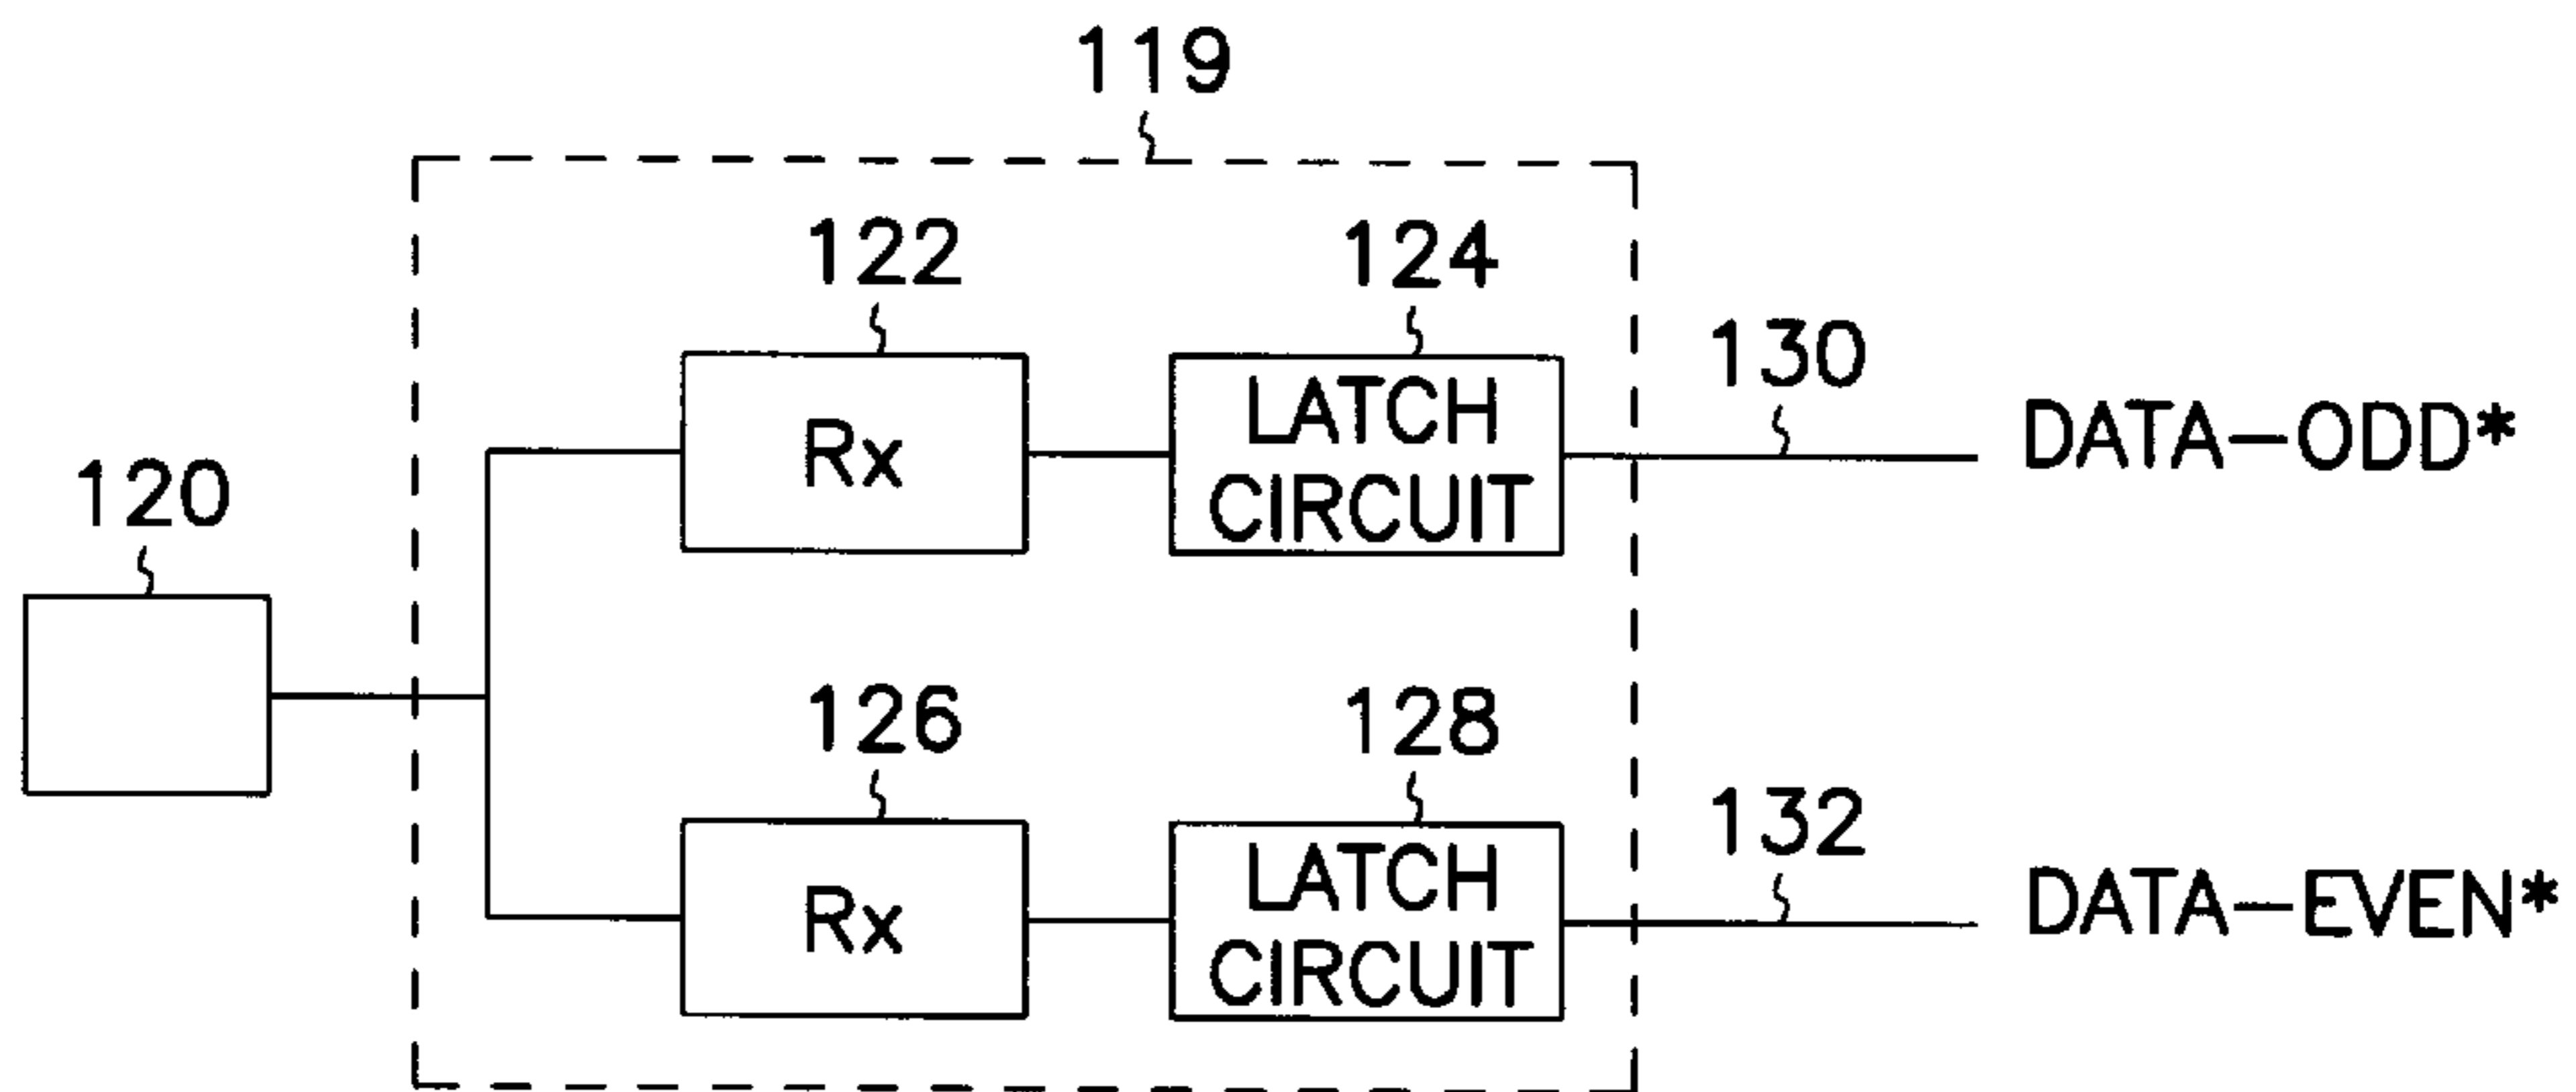 119
122
124
130
Rx
LATCH
CIRCUIT
DATA-ODD*
120
126
128
132
Rx
LATCH
CIRCUIT
DATA-EVEN*